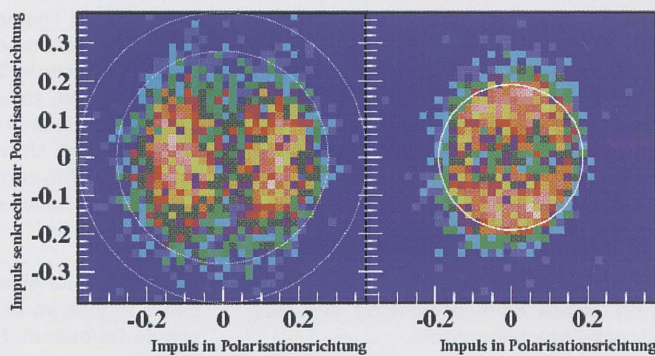 Impuls senkrecht zur Polarisationsrichtung
0.3
0.2
0.1
0
-0.1
-0.2
-0.3
-0.2 0 0.2
-0.2 0 0.2
Impuls in Polarisationsrichtung
Impuls in Polarisationsrichtung